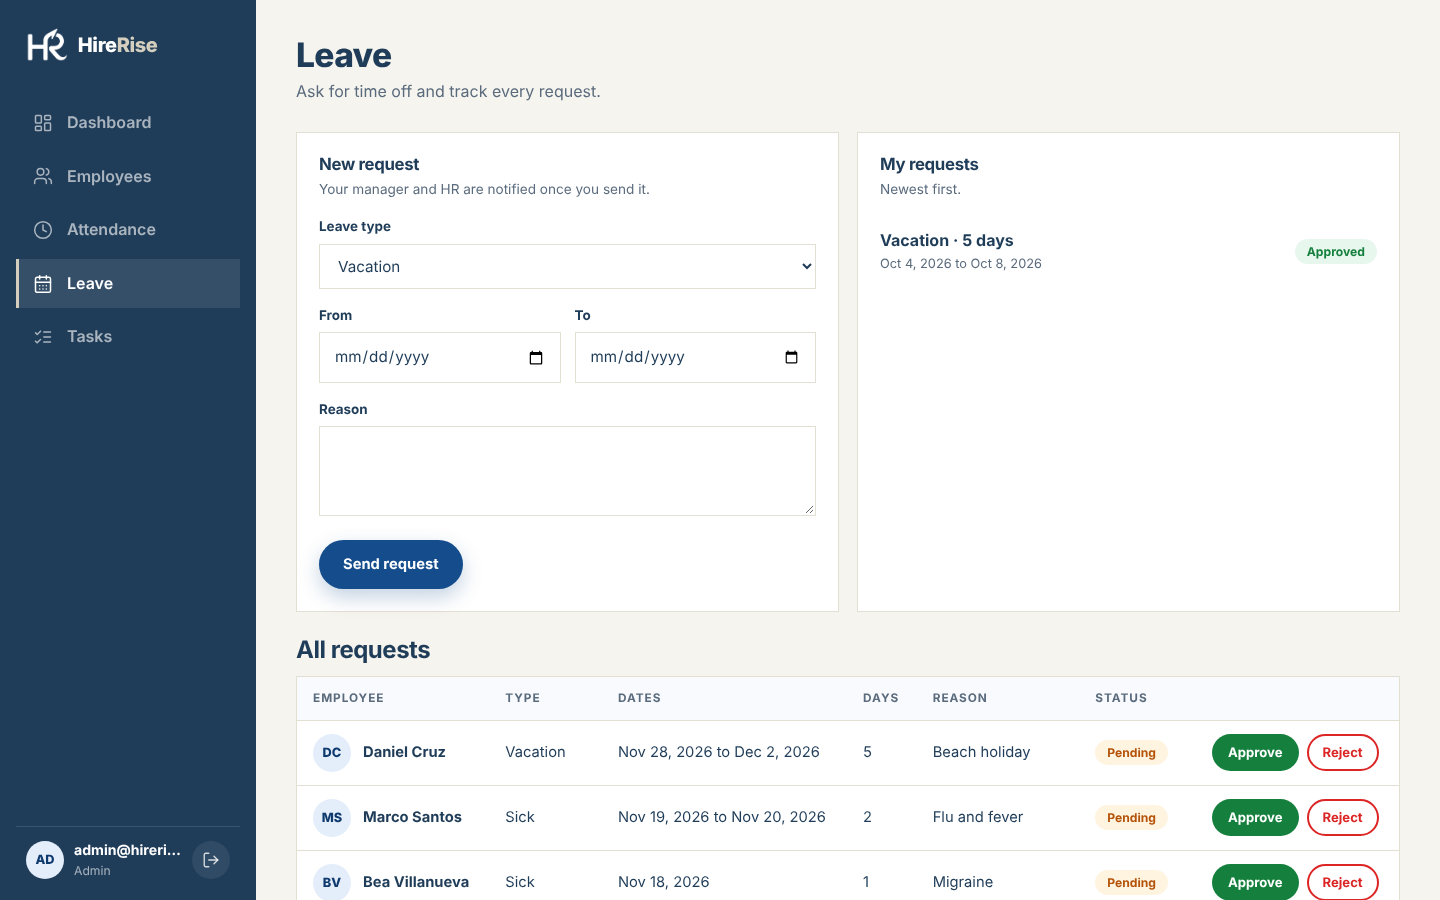 HR HireRise
Dashboard
Employees
Attendance
Leave
Tasks
AD
admin@hireri...
Admin
Leave
Ask for time off and track every request.
New request
Your manager and HR are notified once you send it.
Leave type
Vacation
From
To
mm/dd/yyyy
mm/dd/yyyy
Reason
Send request
My requests
Newest first.
Vacation · 5 days
Oct 4, 2026 to Oct 8, 2026
Approved
All requests
EMPLOYEE TYPE DATES DAYS REASON STATUS
DC Daniel Cruz Vacation Nov 28, 2026 to Dec 2, 2026 5 Beach holiday Pending Approve Reject
MS Marco Santos Sick Nov 19, 2026 to Nov 20, 2026 2 Flu and fever Pending Approve Reject
BV Bea Villanueva Sick Nov 18, 2026 1 Migraine Pending Approve Reject